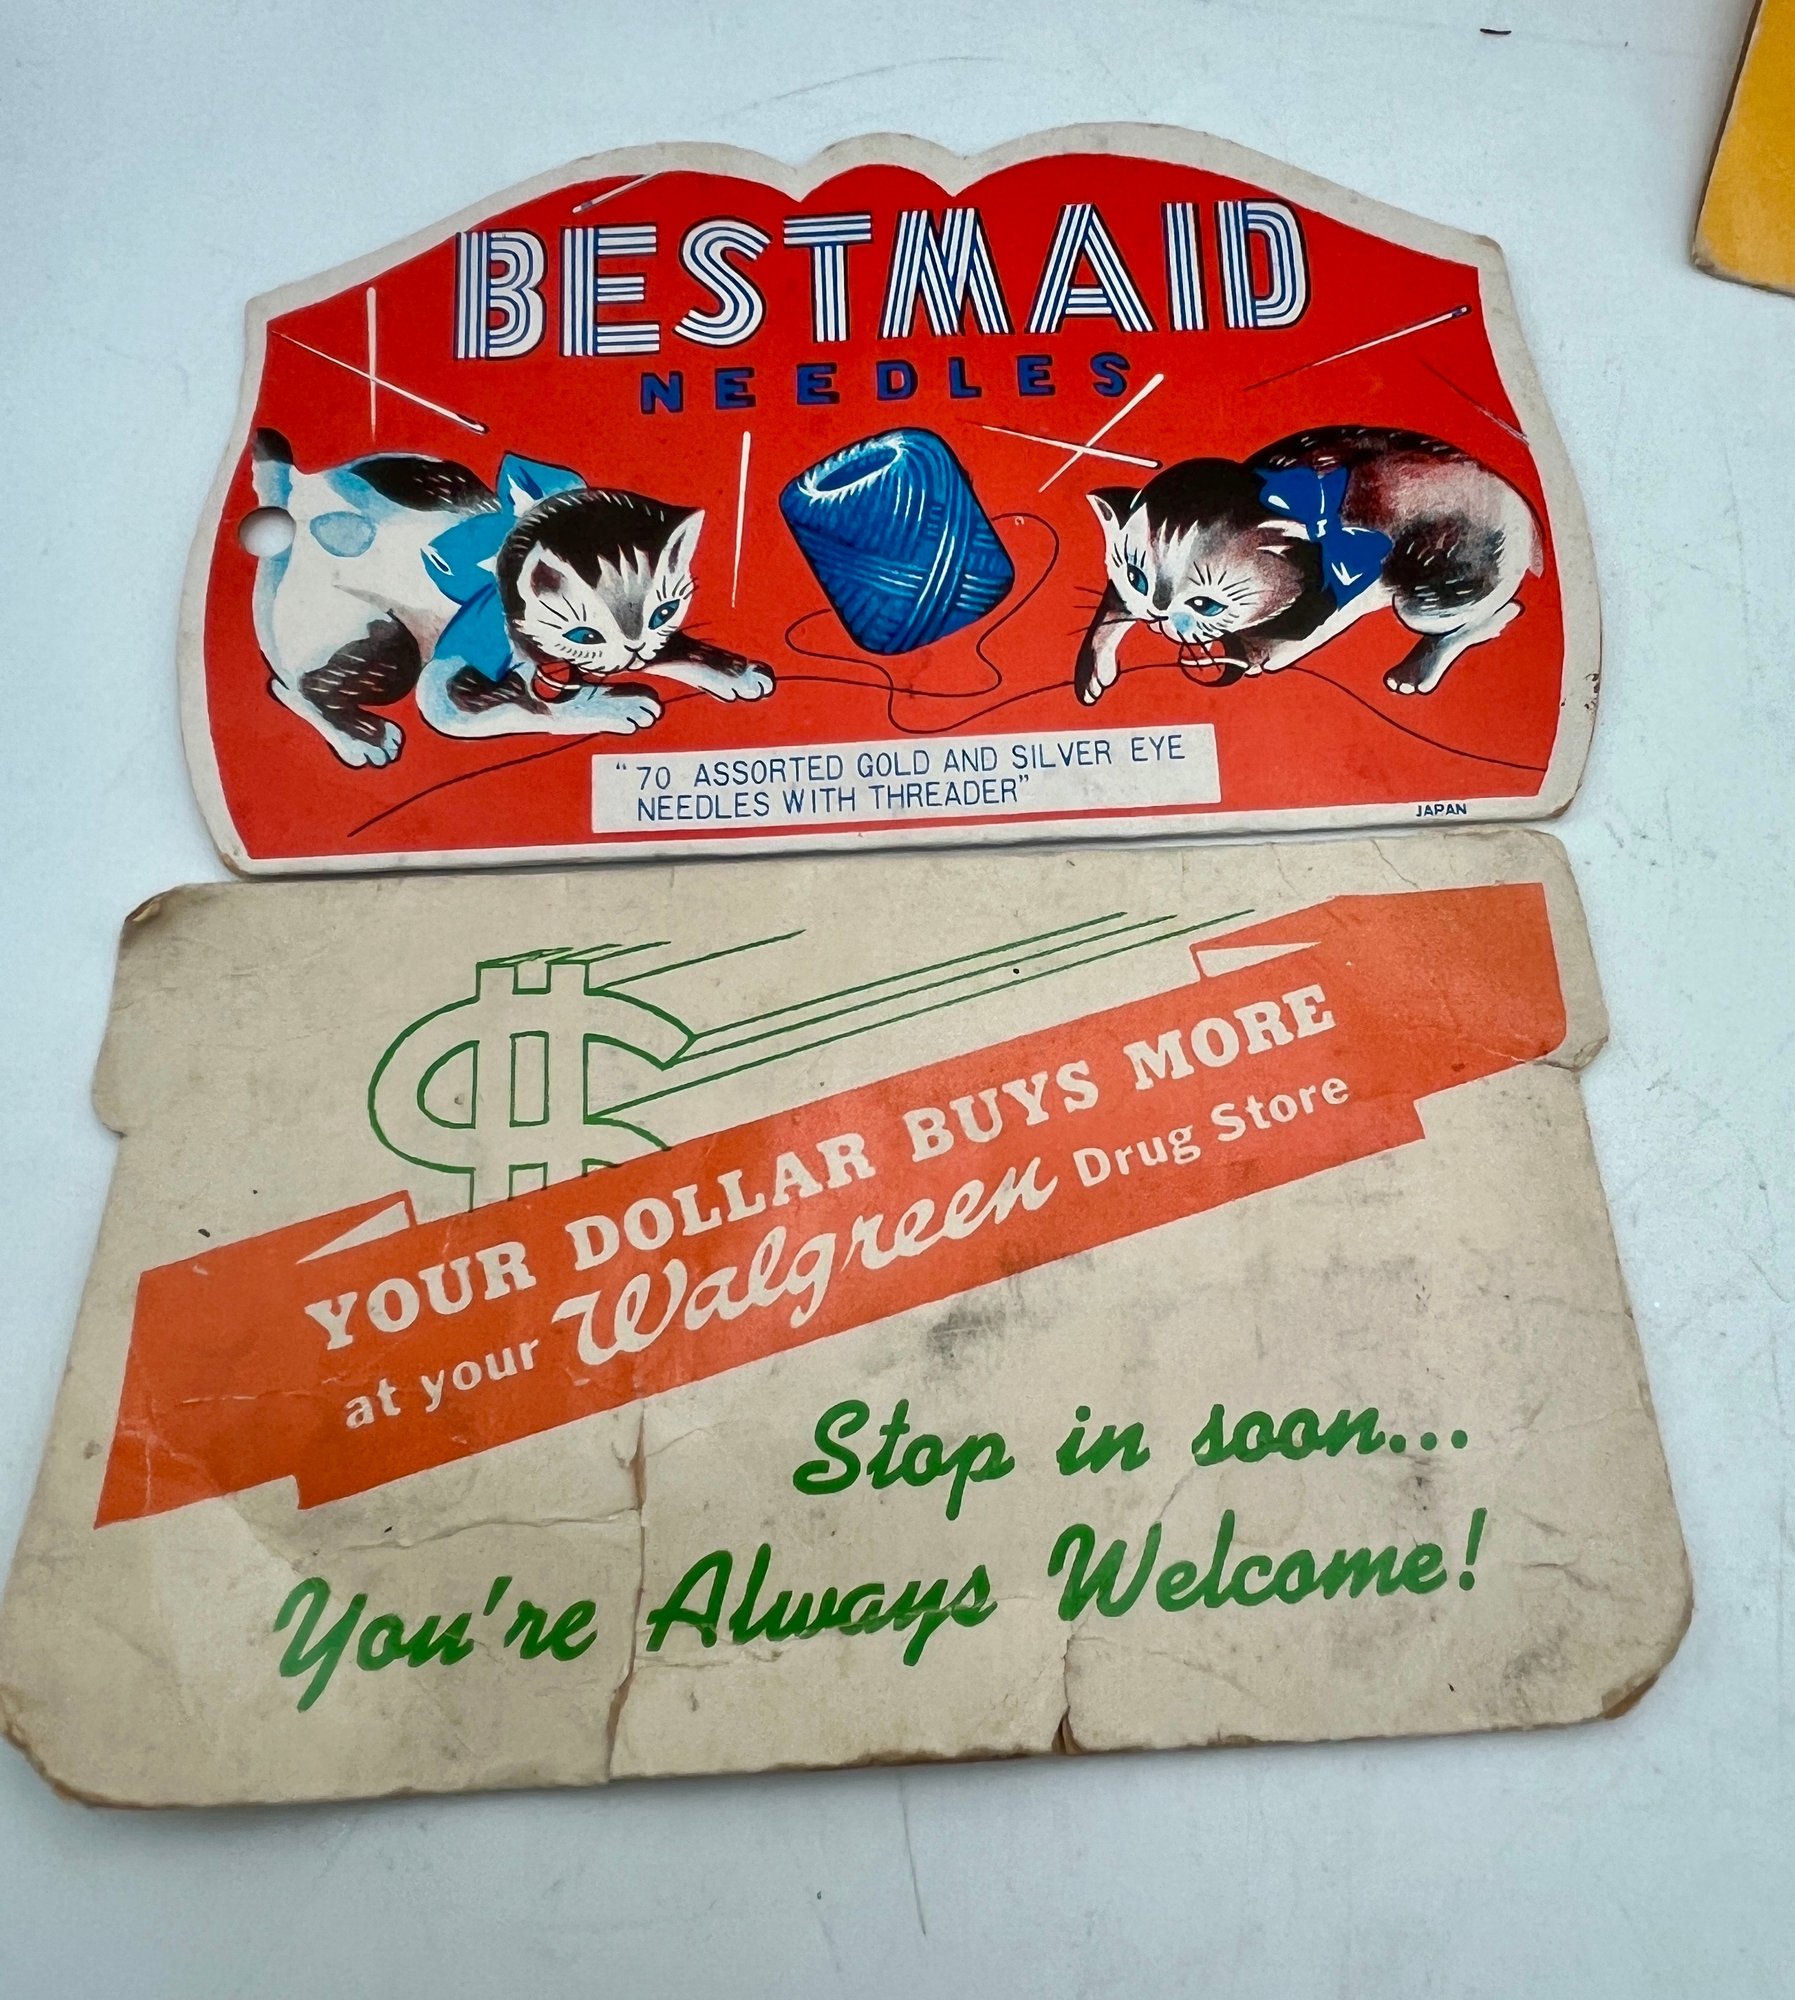 BESTMAID
NEEDLES
"70 ASSORTED GOLD AND SILVER EYE
NEEDLES WITH THREADER"
JAPAN
$
YOUR DOLLAR BUYS MORE
at your Walgreen Drug Store
Stop in soon...
You're Always Welcome!